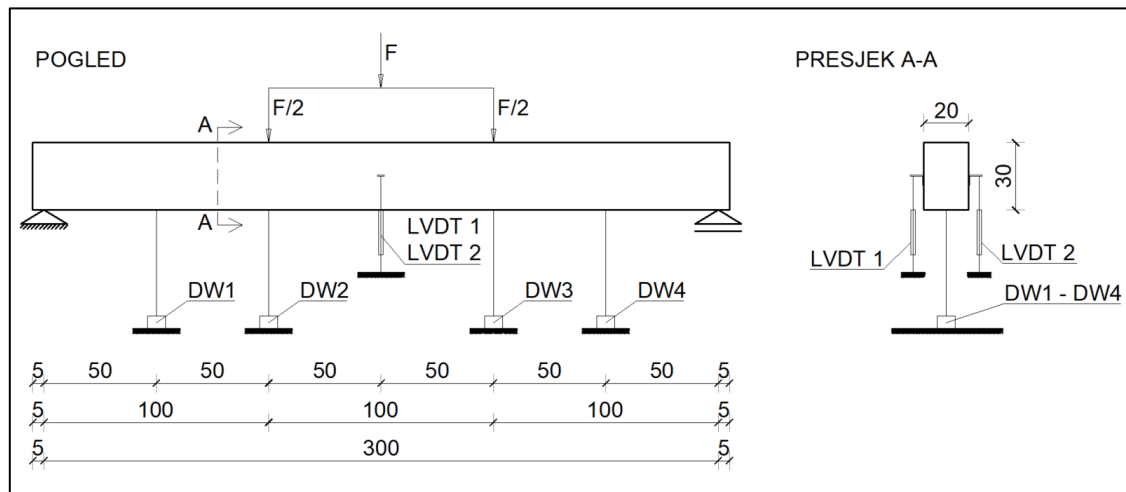 POGLED
PRESJEK A-A
F
F/2
F/2
A
A
20
30
LVDT 1
LVDT 2
LVDT 1
LVDT 2
DW1
DW2
DW3
DW4
DW1 - DW4
5 50 50 50 50 50 50 5
5 100 100 100 5
5 300 5